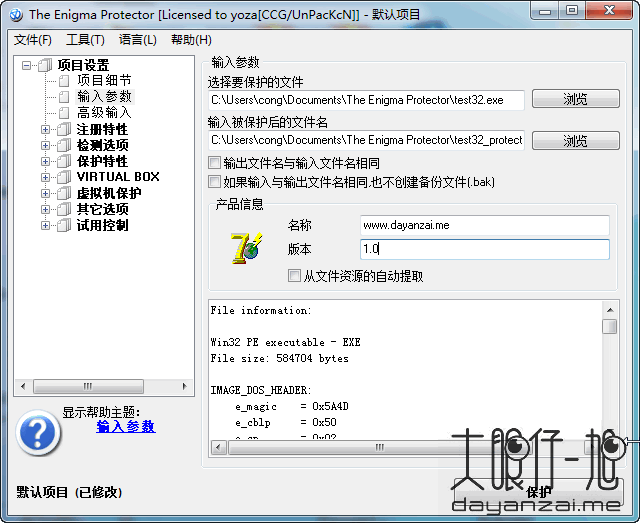 The Enigma Protector [Licensed to yoza[CCG/UnPacKcN]] - 默认项目
文件(F) 工具(T) 语言(L) 帮助(H)
项目设置
项目细节
输入参数
高级输入
注册特性
检测选项
保护特性
VIRTUAL BOX
虚拟机保护
其它选项
试用控制
显示帮助主题:
输入参数
输入参数
选择要保护的文件
C:\Users\cong\Documents\The Enigma Protector\test32.exe
浏览
输入被保护后的文件名
C:\Users\cong\Documents\The Enigma Protector\test32_protect
浏览
输出文件名与输入文件名相同
如果输入与输出文件名相同,也不创建备份文件(.bak)
产品信息
名称 www.dayanzai.me
版本 1.0
从文件资源的自动提取
File information:
Win32 PE executable - EXE
File size: 584704 bytes
IMAGE_DOS_HEADER:
e_magic = 0x5A4D
e_cblp = 0x50
e_cp = 0x02
默认项目 (已修改)
保护
大眼仔~旭
dayanzai.me